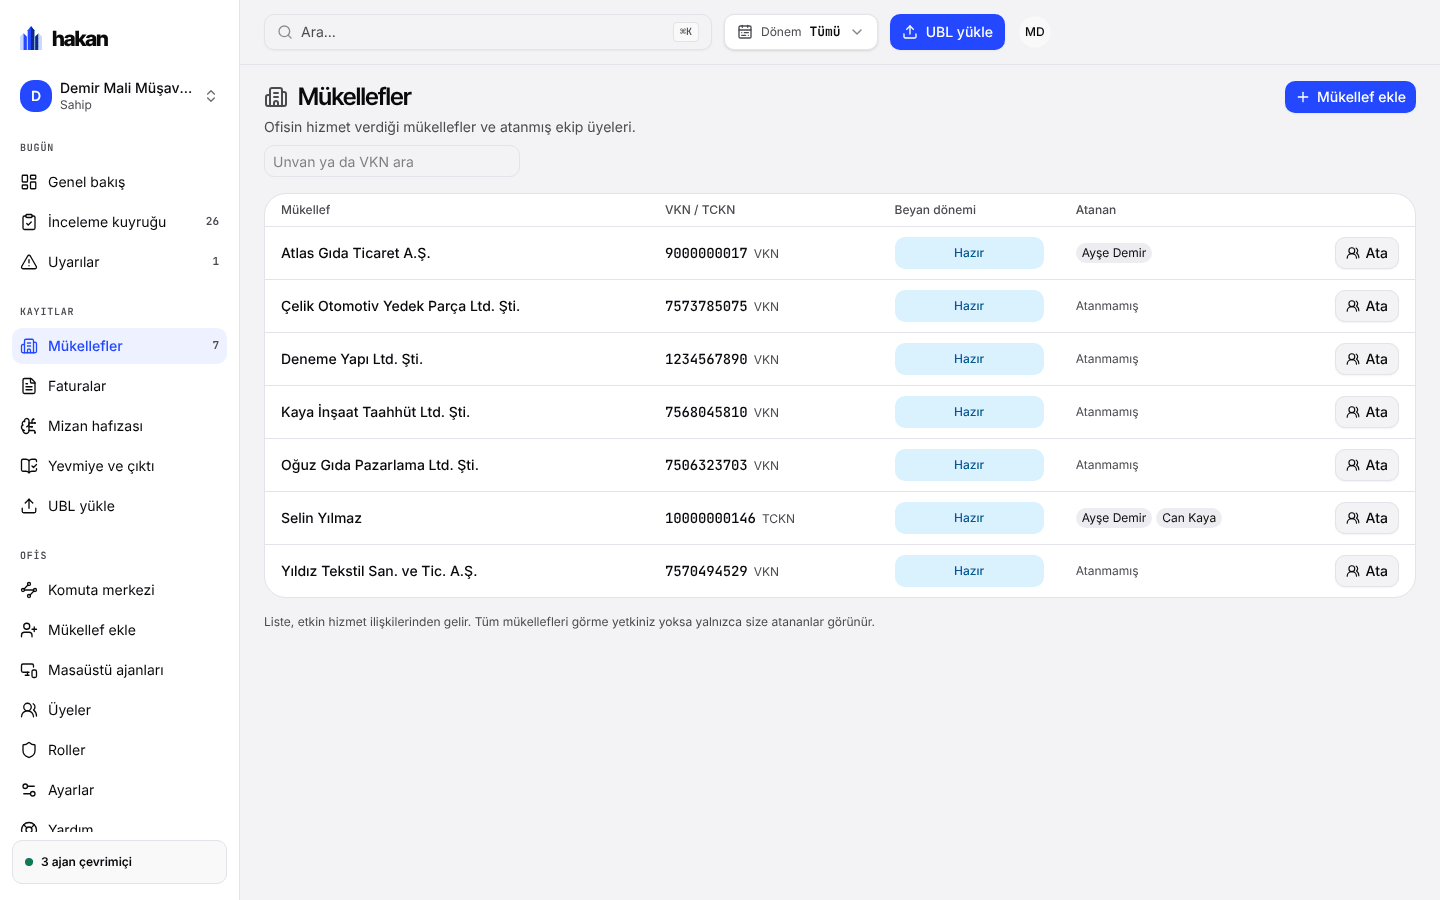 hakan
Ara...
⌘K
Dönem Tümü
UBL yükle
MD
D
Demir Mali Müşav...
Sahip
BUGÜN
Genel bakış
İnceleme kuyruğu 26
Uyarılar 1
KAYITLAR
Mükellefler 7
Faturalar
Mizan hafızası
Yevmiye ve çıktı
UBL yükle
OFİS
Komuta merkezi
Mükellef ekle
Masaüstü ajanları
Üyeler
Roller
Ayarlar
Yardım
3 ajan çevrimiçi
Mükellefler
Mükellef ekle
Ofisin hizmet verdiği mükellefler ve atanmış ekip üyeleri.
Unvan ya da VKN ara
Mükellef VKN / TCKN Beyan dönemi Atanan
Atlas Gıda Ticaret A.Ş. 9000000017 VKN Hazır Ayşe Demir Ata
Çelik Otomotiv Yedek Parça Ltd. Şti. 7573785075 VKN Hazır Atanmamış Ata
Deneme Yapı Ltd. Şti. 1234567890 VKN Hazır Atanmamış Ata
Kaya İnşaat Taahhüt Ltd. Şti. 7568045810 VKN Hazır Atanmamış Ata
Oğuz Gıda Pazarlama Ltd. Şti. 7506323703 VKN Hazır Atanmamış Ata
Selin Yılmaz 10000000146 TCKN Hazır Ayşe Demir Can Kaya Ata
Yıldız Tekstil San. ve Tic. A.Ş. 7570494529 VKN Hazır Atanmamış Ata
Liste, etkin hizmet ilişkilerinden gelir. Tüm mükellefleri görme yetkiniz yoksa yalnızca size atananlar görünür.